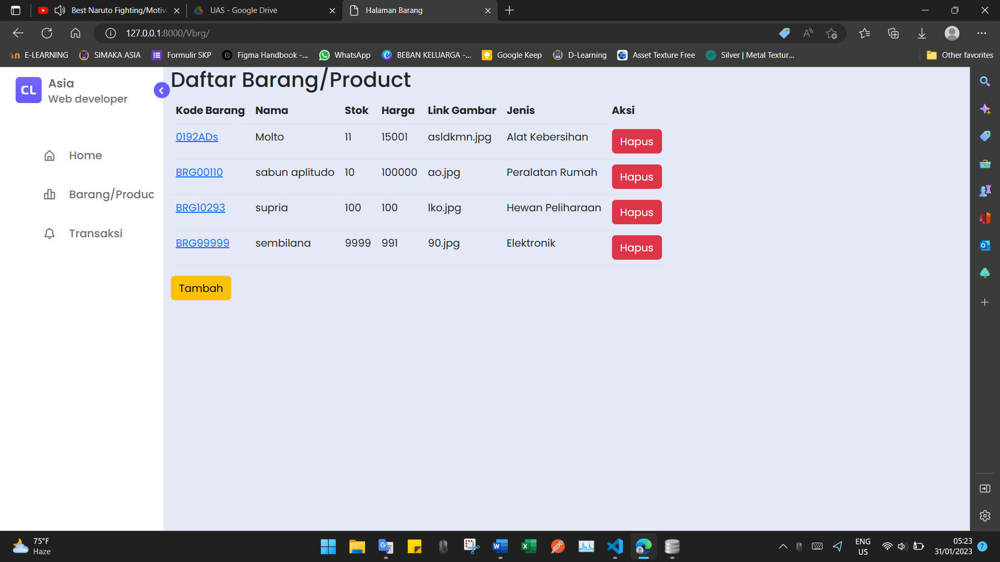 Best Naruto Fighting/Motiva
UAS - Google Drive
Halaman Barang
127.0.0.1:8000/Vbrg/
E-LEARNING
SIMAKA ASIA
Formulir SKP
Figma Handbook -...
WhatsApp
BEBAN KELUARGA -...
Google Keep
D-Learning
Asset Texture Free
Silver | Metal Textur...
Other favorites
CL
Asia
Web developer
Home
Barang/Produc
Transaksi
Daftar Barang/Product
Kode Barang Nama Stok Harga Link Gambar Jenis Aksi
0192ADs Molto 11 15001 asldkmn.jpg Alat Kebersihan Hapus
BRG00110 sabun aplitudo 10 100000 ao.jpg Peralatan Rumah Hapus
BRG10293 supria 100 100 lko.jpg Hewan Peliharaan Hapus
BRG99999 sembilana 9999 991 90.jpg Elektronik Hapus
Tambah
75°F
Haze
ENG
US
05:23
31/01/2023
7